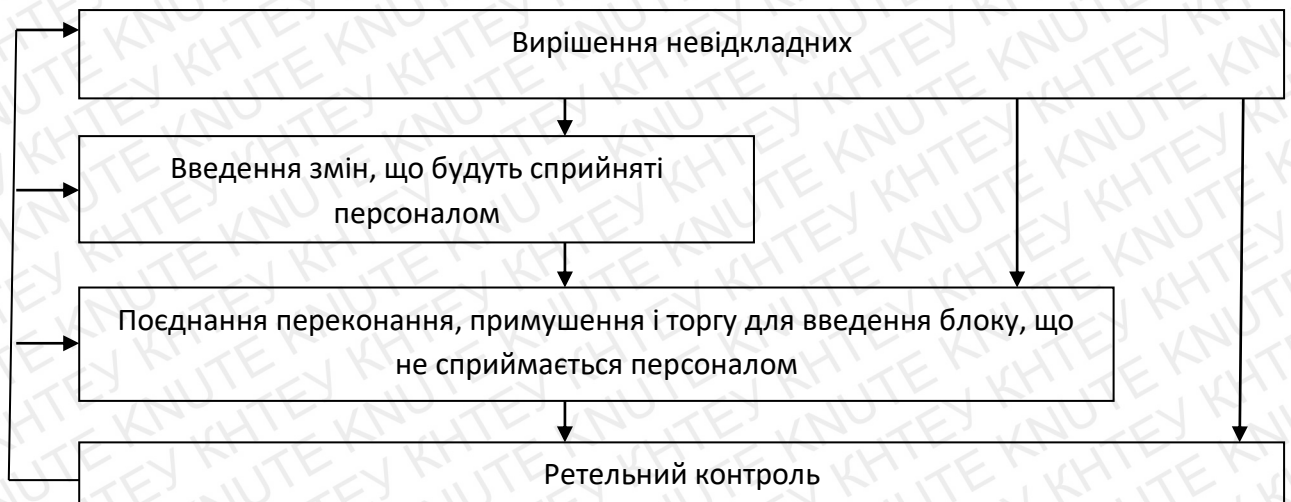 Вирішення невідкладних
Введення змін, що будуть сприйняті
персоналом
Поєднання переконання, примушення і торгу для введення блоку, що
не сприймається персоналом
Ретельний контроль